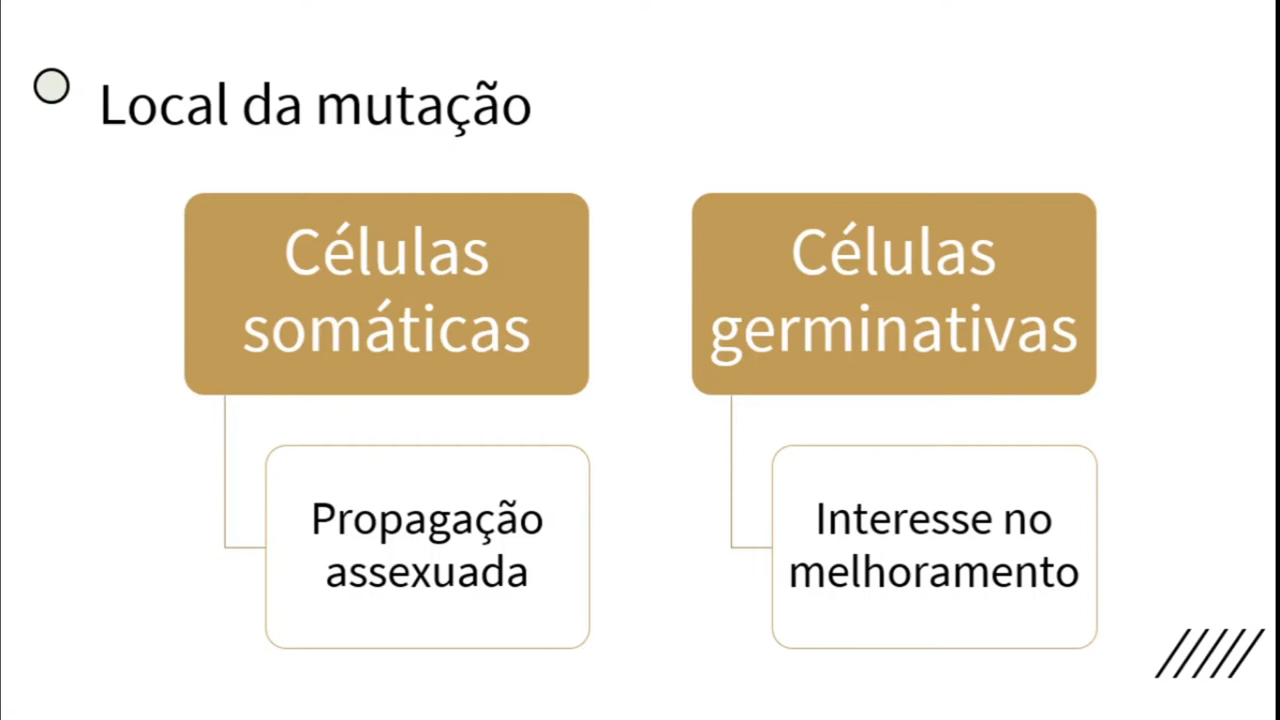 Local da mutação
Células
somáticas
Propagação
assexuada
Células
germinativas
Interesse no
melhoramento